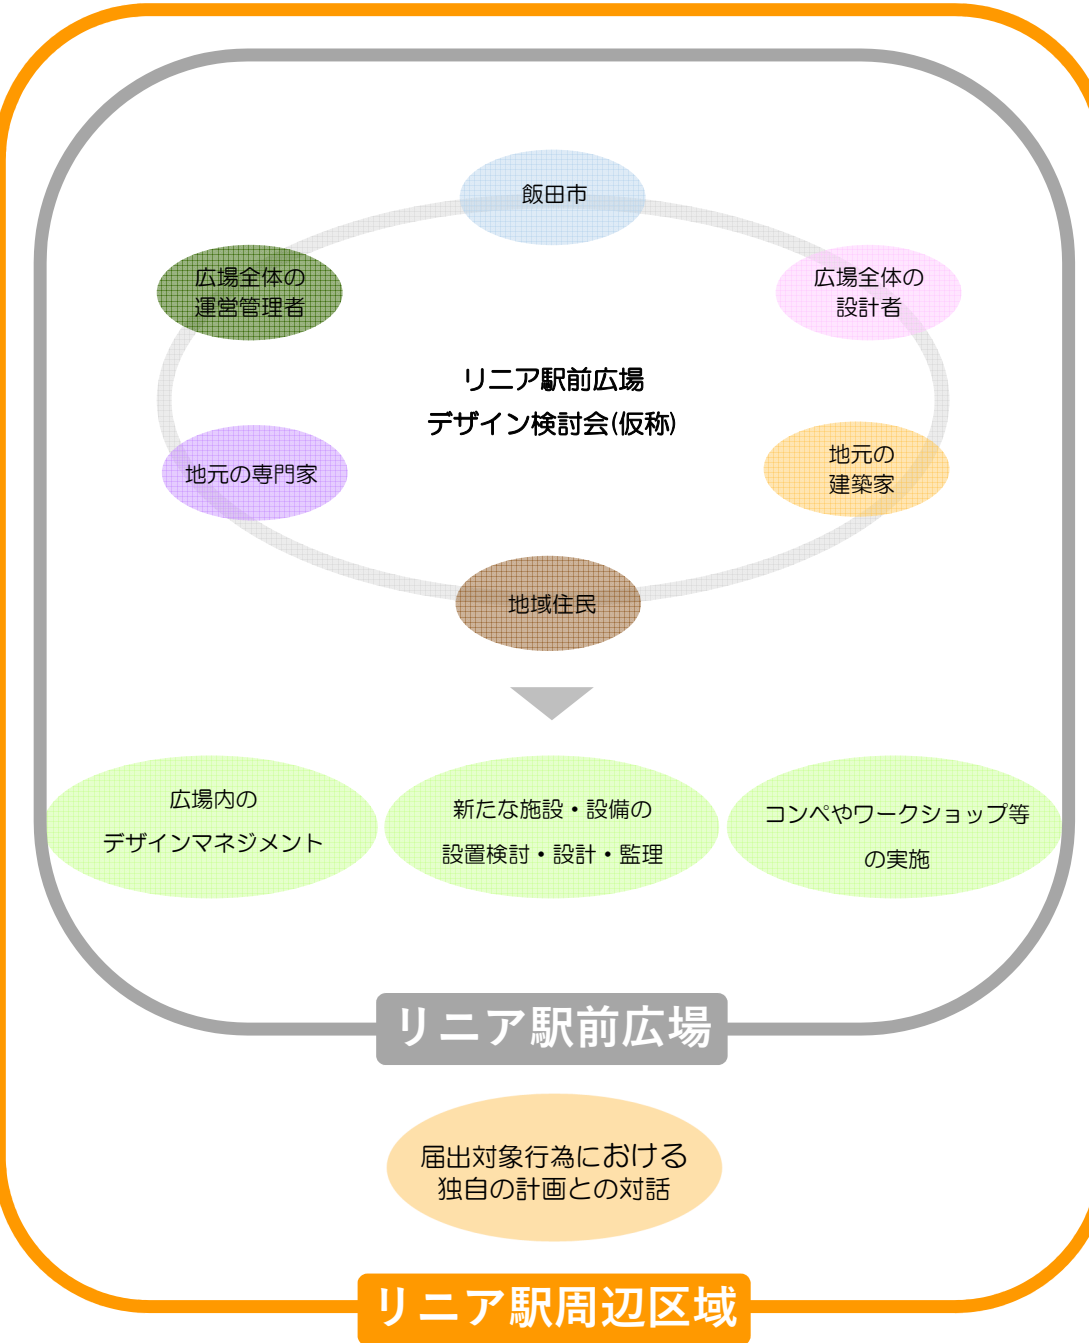 飯田市
広場全体の
運営管理者
広場全体の
設計者
リニア駅前広場
デザイン検討会(仮称)
地元の専門家
地元の
建築家
地域住民
広場内の
デザインマネジメント
新たな施設・設備の
設置検討・設計・監理
コンペやワークショップ等
の実施
リニア駅前広場
届出対象行為における
独自の計画との対話
リニア駅周辺区域